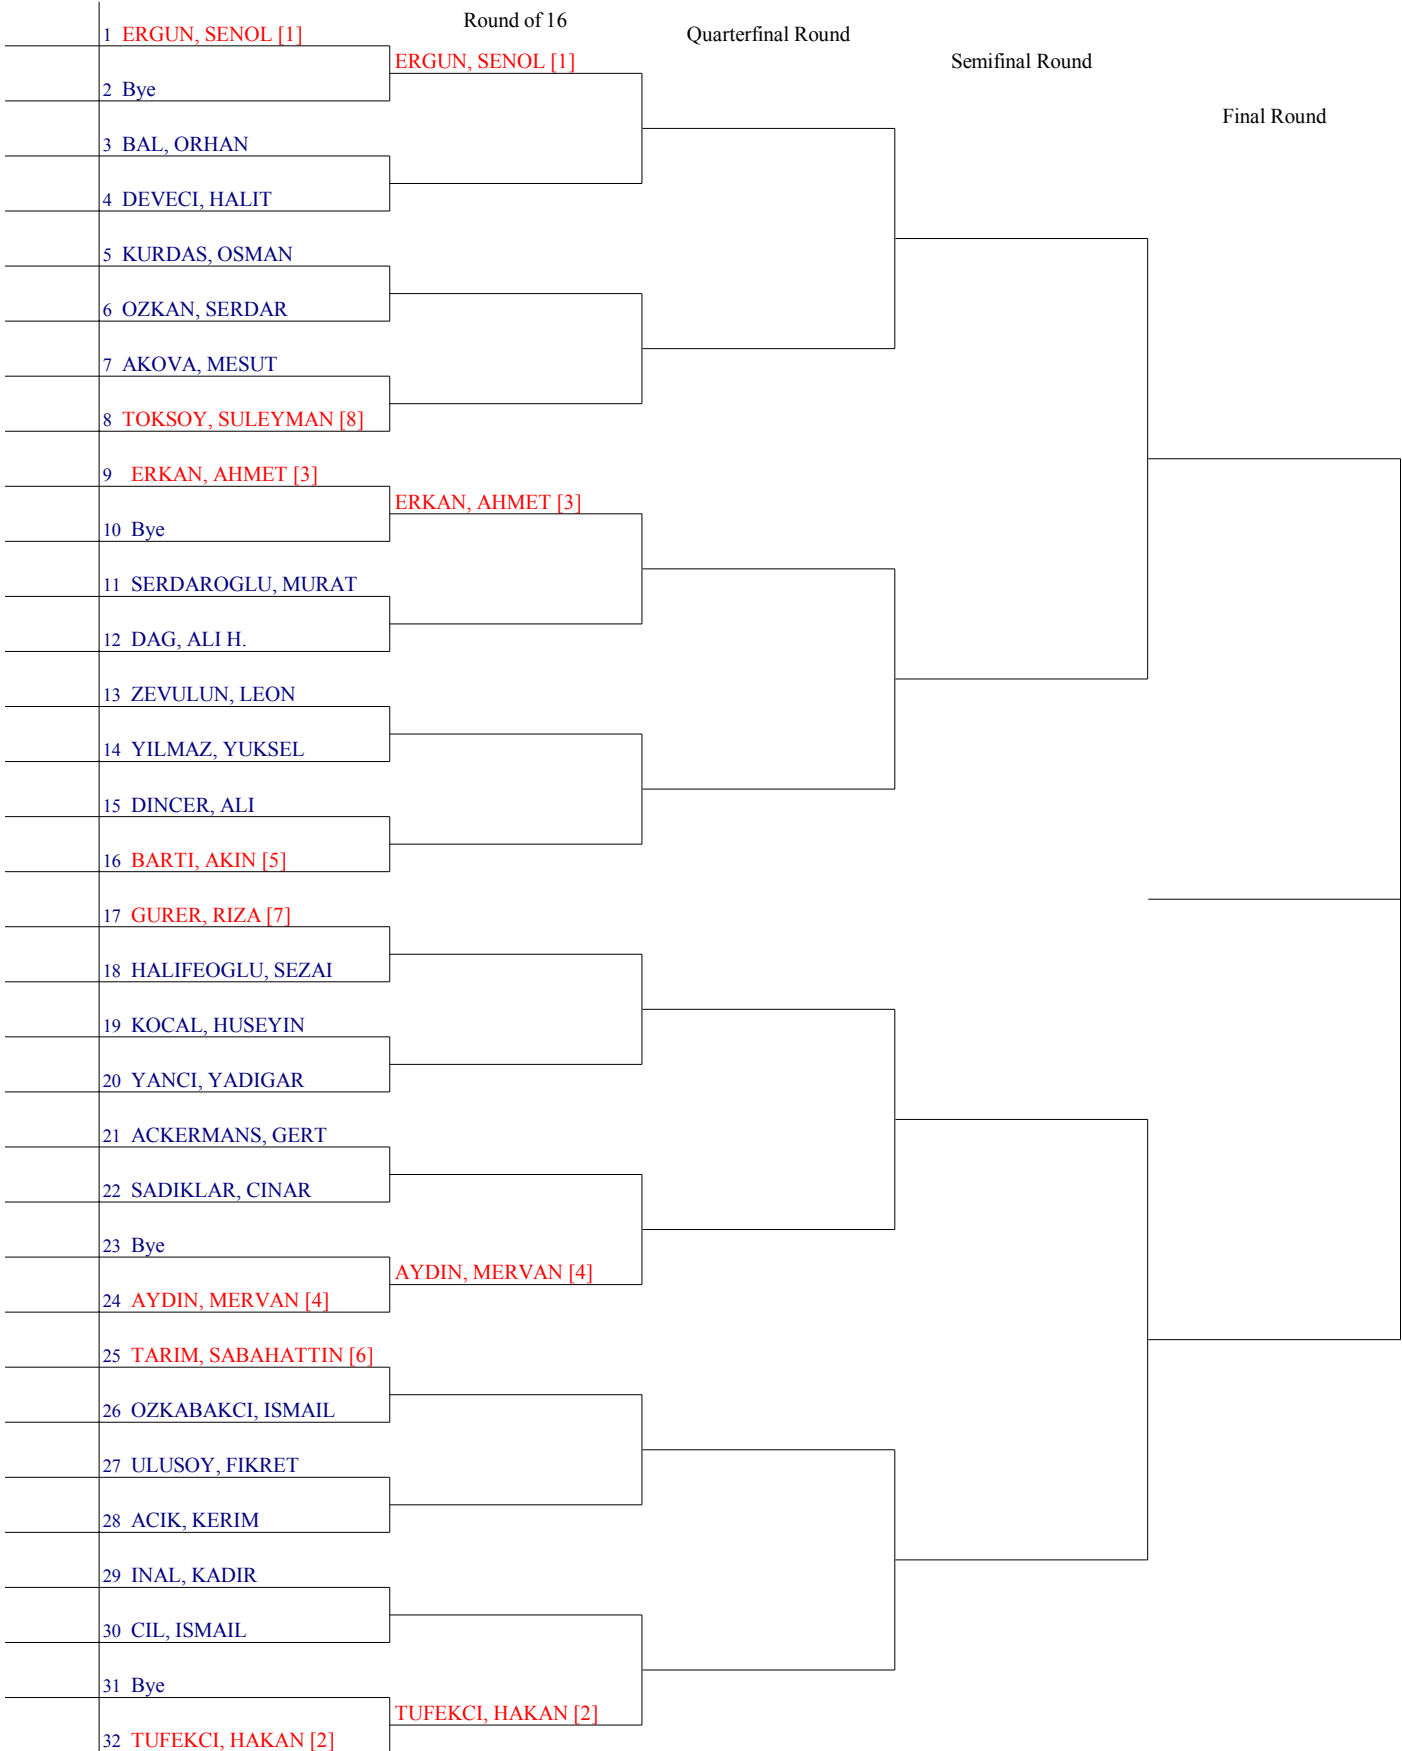 Round of 16
Quarterfinal Round
Semifinal Round
Final Round
1 ERGUN, SENOL [1]
ERGUN, SENOL [1]
2 Bye
3 BAL, ORHAN
4 DEVECI, HALIT
5 KURDAS, OSMAN
6 OZKAN, SERDAR
7 AKOVA, MESUT
8 TOKSOY, SULEYMAN [8]
9 ERKAN, AHMET [3]
ERKAN, AHMET [3]
10 Bye
11 SERDAROGLU, MURAT
12 DAG, ALI H.
13 ZEVULUN, LEON
14 YILMAZ, YUKSEL
15 DINCER, ALI
16 BARTI, AKIN [5]
17 GURER, RIZA [7]
18 HALIFEOGLU, SEZAI
19 KOCAL, HUSEYIN
20 YANCI, YADIGAR
21 ACKERMANS, GERT
22 SADIKLAR, CINAR
23 Bye
AYDIN, MERVAN [4]
24 AYDIN, MERVAN [4]
25 TARIM, SABAHATTIN [6]
26 OZKABAKCI, ISMAIL
27 ULUSOY, FIKRET
28 ACIK, KERIM
29 INAL, KADIR
30 CIL, ISMAIL
31 Bye
TUFEKCI, HAKAN [2]
32 TUFEKCI, HAKAN [2]